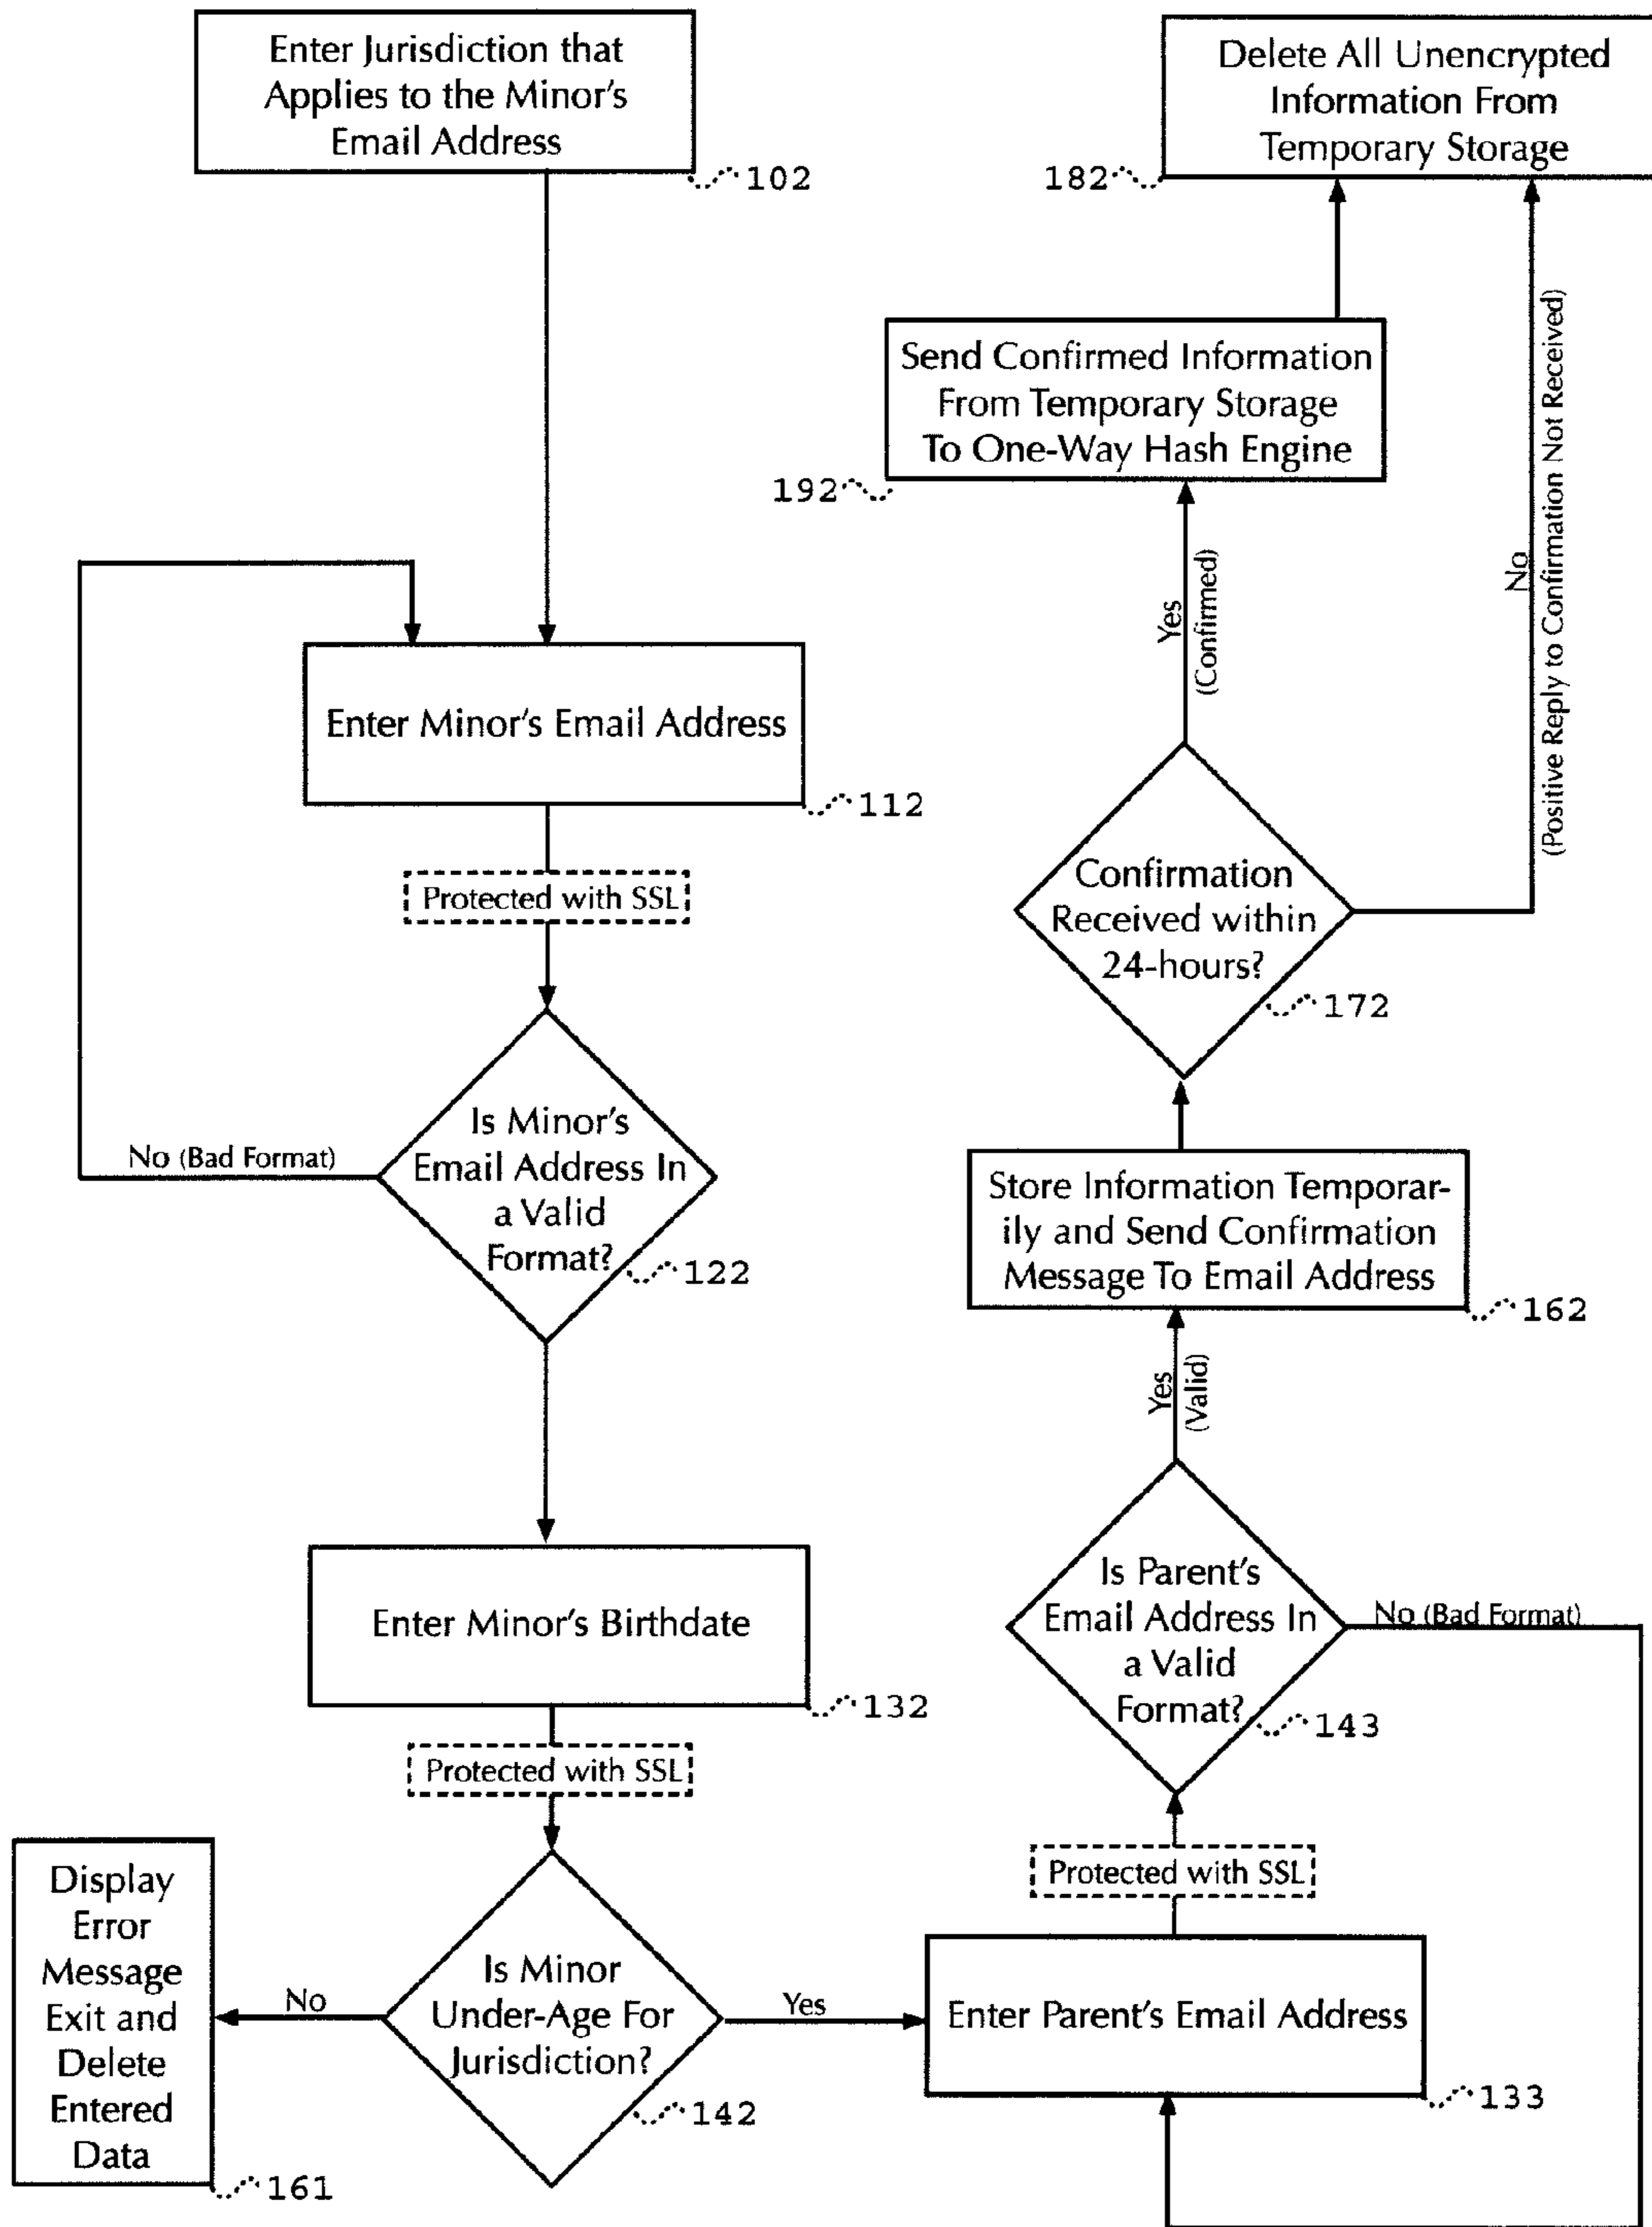 Enter Jurisdiction that
Applies to the Minor's
Email Address
102
Enter Minor's Email Address
112
Protected with SSL
Is Minor's
Email Address In
a Valid
Format?
122
No (Bad Format)
Enter Minor's Birthdate
132
Protected with SSL
Is Minor
Under-Age For
Jurisdiction?
142
No
Display
Error
Message
Exit and
Delete
Entered
Data
161
Yes
Enter Parent's Email Address
133
Protected with SSL
Is Parent's
Email Address In
a Valid
Format?
143
No (Bad Format)
Yes
(Valid)
Store Information Temporar-
ily and Send Confirmation
Message To Email Address
162
Confirmation
Received within
24-hours?
172
Yes
(Confirmed)
No
(Positive Reply to Confirmation Not Received)
Send Confirmed Information
From Temporary Storage
To One-Way Hash Engine
192
Delete All Unencrypted
Information From
Temporary Storage
182